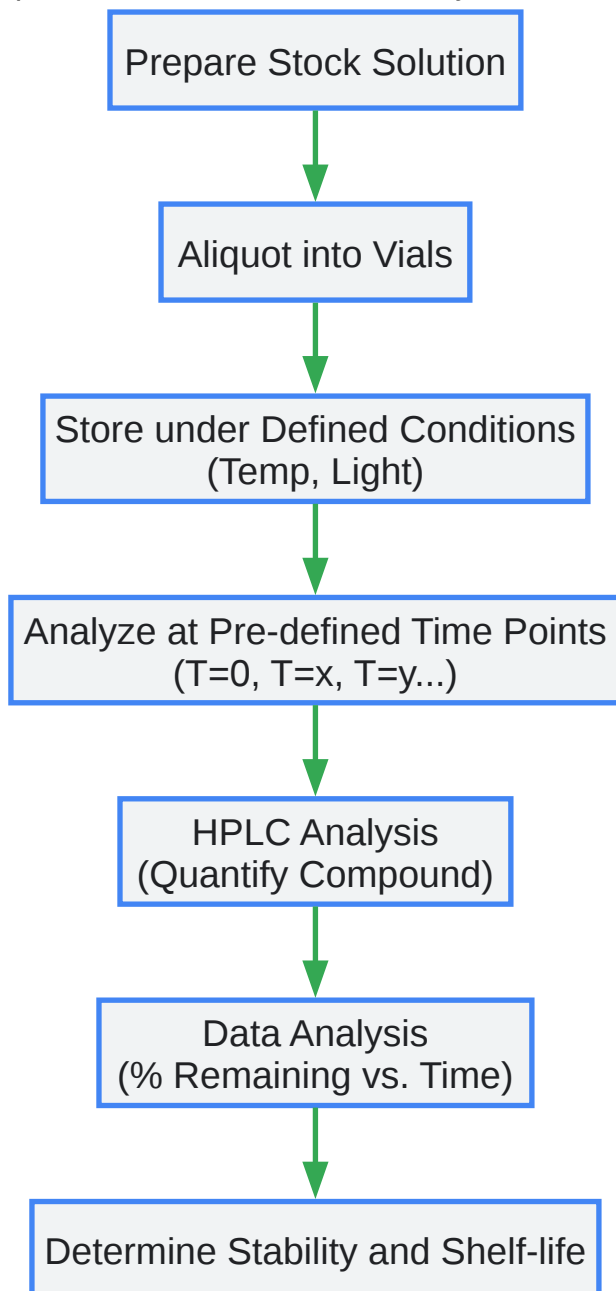 Prepare Stock Solution
Aliquot into Vials
Store under Defined Conditions
(Temp, Light)
Analyze at Pre-defined Time Points
(T=0, T=x, T=y...)
HPLC Analysis
(Quantify Compound)
Data Analysis
(% Remaining vs. Time)
Determine Stability and Shelf-life